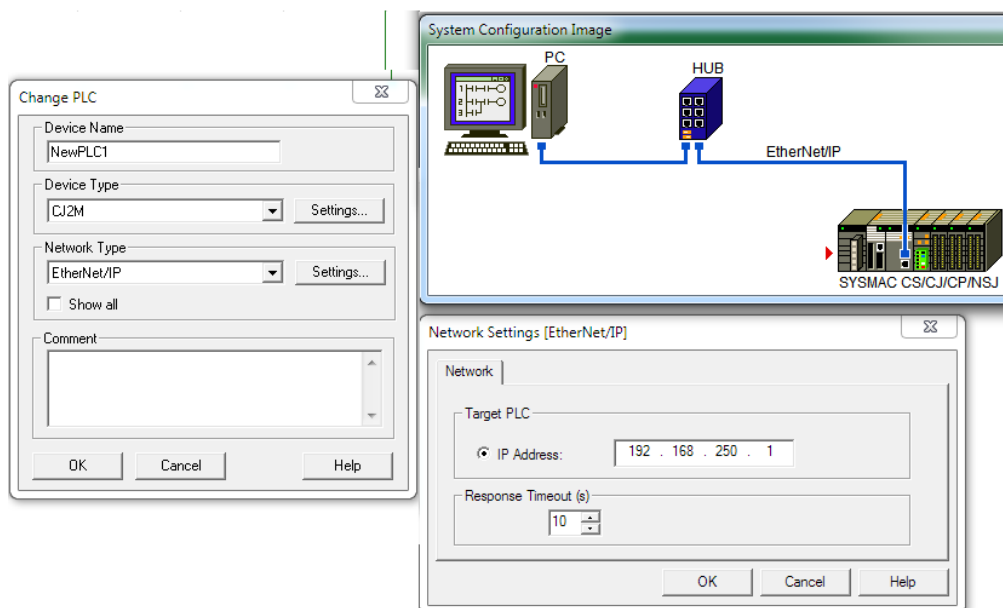 Change PLC
Device Name
NewPLC1
Device Type
CJ2M
Settings...
Network Type
EtherNet/IP
Settings...
Show all
Comment
OK
Cancel
Help
System Configuration Image
PC
HUB
EtherNet/IP
SYSMAC CS/CJ/CP/NSJ
Network Settings [EtherNet/IP]
Network
Target PLC
IP Address:
192 . 168 . 250 . 1
Response Timeout (s)
10
OK
Cancel
Help